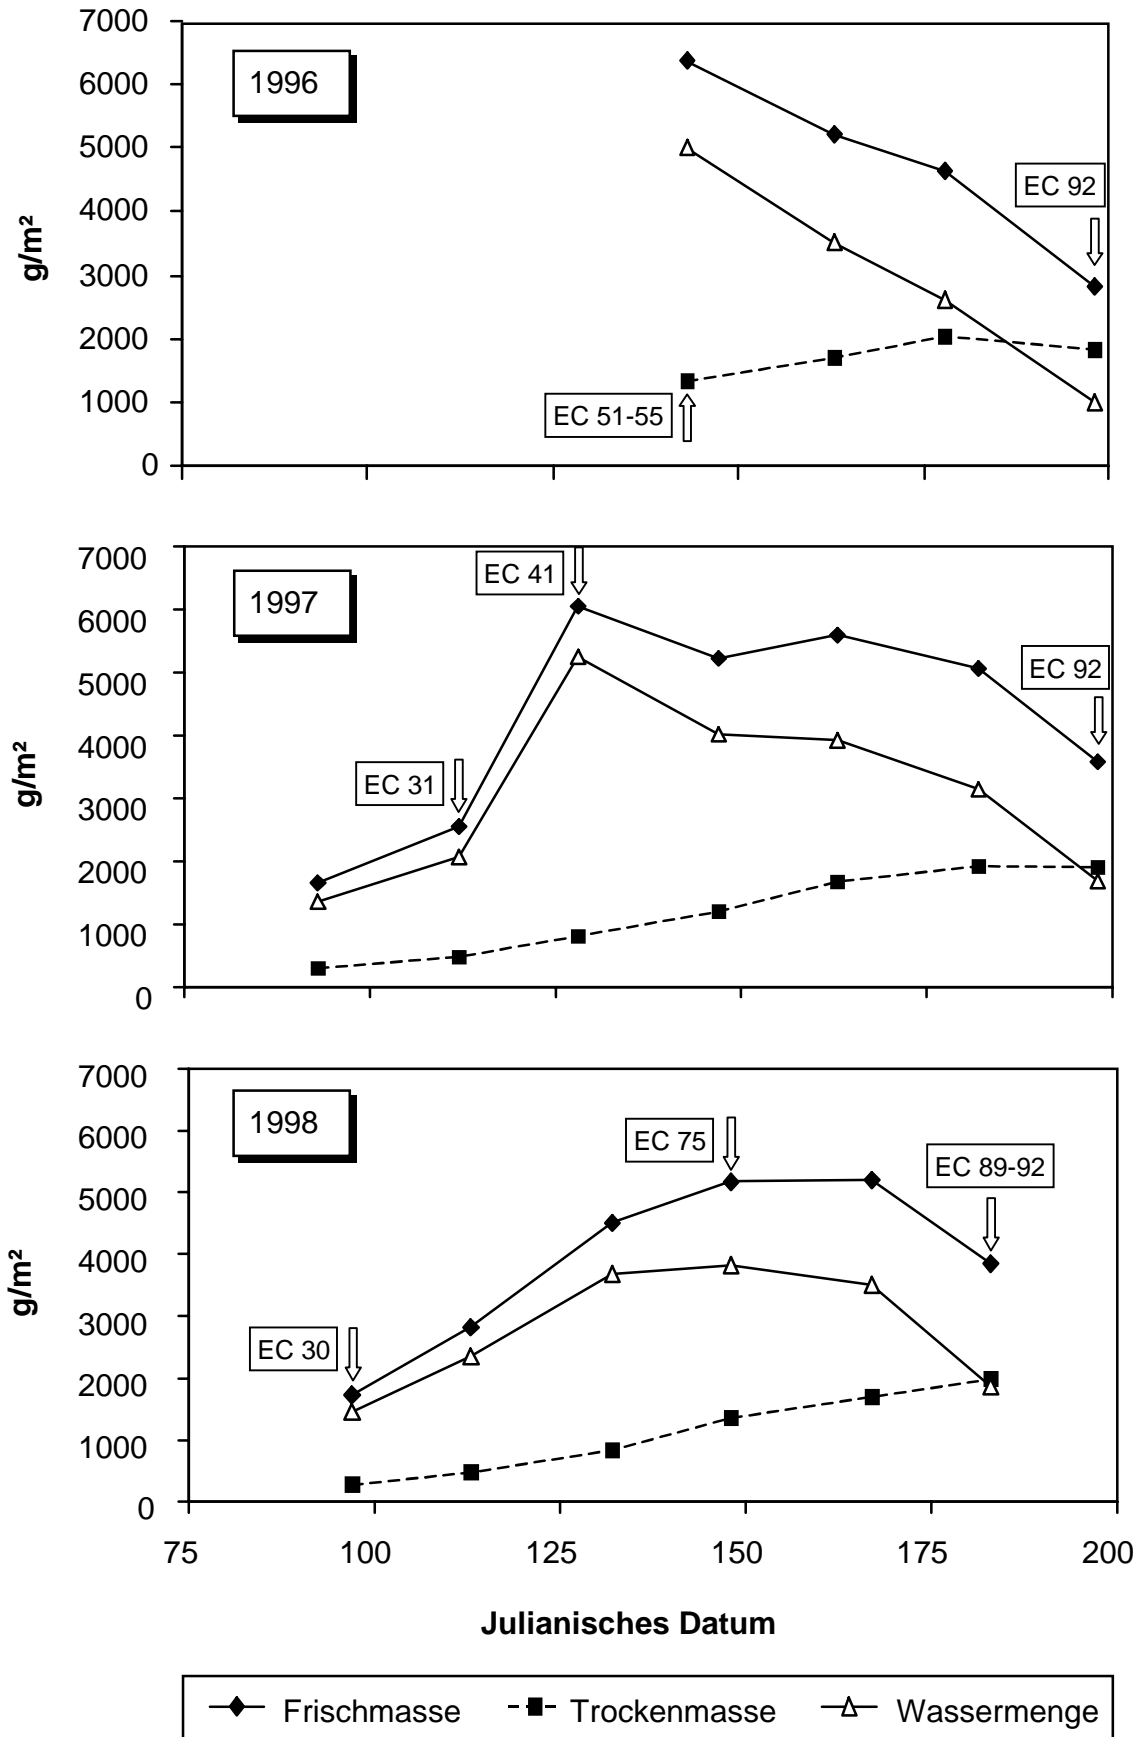 7000
1996
6000
5000
EC 92
4000
g/m²
3000
2000
1000
EC 51-55
0
7000
EC 41
1997
6000
EC 92
5000
4000
g/m²
EC 31
3000
2000
1000
0
7000
1998
6000
EC 75
EC 89-92
5000
4000
g/m²
3000
EC 30
2000
1000
0
75 100 125 150 175 200
Julianisches Datum
Frischmasse Trockenmasse Wassermenge